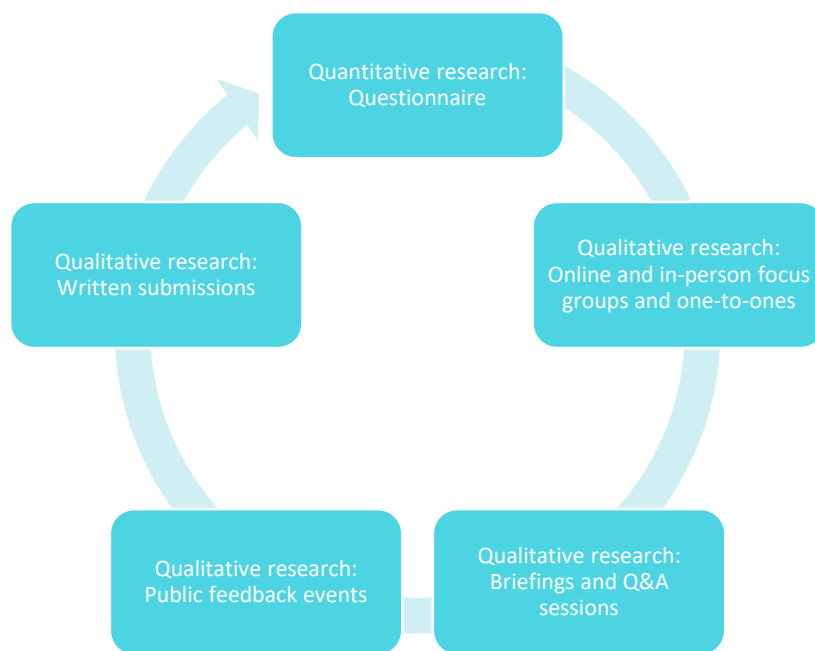 Quantitative research:
Questionnaire
Qualitative research:
Online and in-person focus
groups and one-to-ones
Qualitative research:
Briefings and Q&A
sessions
Qualitative research:
Public feedback events
Qualitative research:
Written submissions